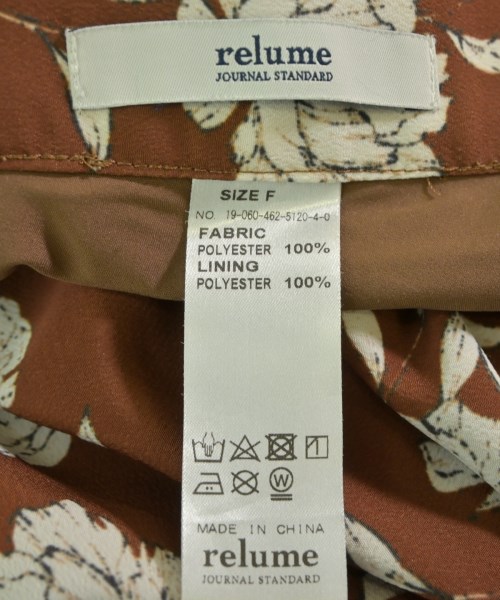 relume
JOURNAL STANDARD
SIZE F
NO. 19-060-462-5120-4-0
FABRIC
POLYESTER 100%
LINING
POLYESTER 100%
W
MADE IN CHINA
relume
JOURNAL STANDARD